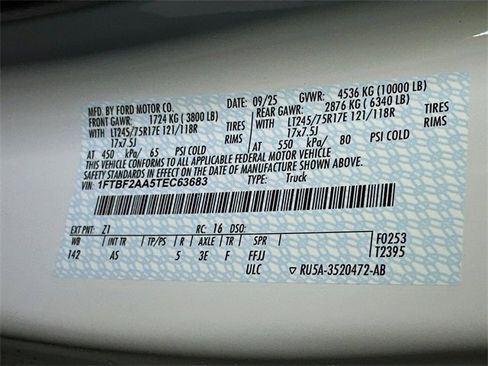 MFD. BY FORD MOTOR CO.
DATE: 09/25 GVWR: 4536 KG (10000 LB)
FRONT GAWR: 1724 KG (3800 LB) REAR GAWR: 2876 KG (6340 LB)
WITH LT245/75R17E 121/118R TIRES WITH LT245/75R17E 121/118R TIRES
17x7.5J RIMS 17x7.5J RIMS
AT 450 kPa/ 65 PSI COLD AT 550 kPa/ 80 PSI COLD
THIS VEHICLE CONFORMS TO ALL APPLICABLE FEDERAL MOTOR VEHICLE
SAFETY STANDARDS IN EFFECT ON THE DATE OF MANUFACTURE SHOWN ABOVE.
VIN: 1FTBF2AA5TEC63683 TYPE: Truck
EXT PNT: Z1 RC: 16 DSO: F0253
WB INT TR TP/PS R AXLE TR SPR T2395
142 AS 5 3E F FFJJ
ULC ▽ RU5A-3520472-AB